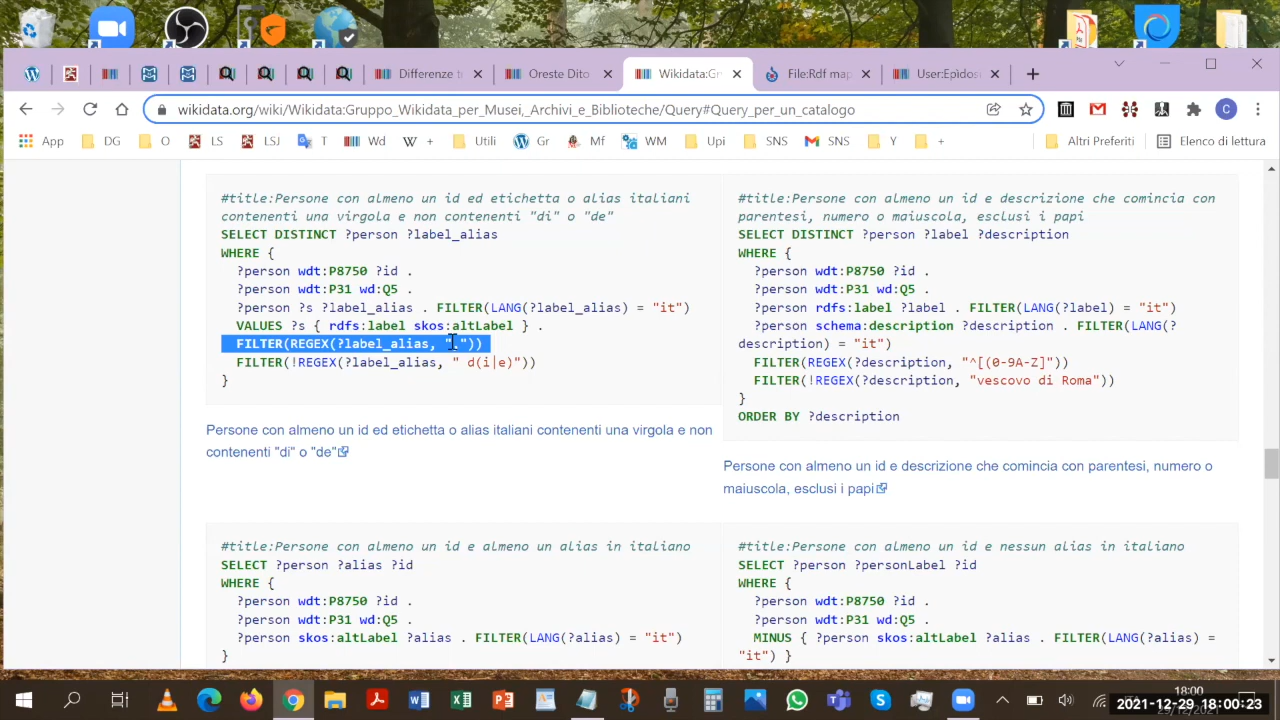 Differenze t
Oreste Dito
Wikidata:Gr
File:Rdf map
User:Epìdos
wikidata.org/wiki/Wikidata:Gruppo_Wikidata_per_Musei,_Archivi_e_Biblioteche/Query#Query_per_un_catalogo
App DG O LS LSJ T Wd + Utili Gr Mf WM Upi SNS SNS Y + Altri Preferiti Elenco di lettura
#title:Persone con almeno un id ed etichetta o alias italiani
contenenti una virgola e non contenenti "di" o "de"
SELECT DISTINCT ?person ?label_alias
WHERE {
?person wdt:P8750 ?id .
?person wdt:P31 wd:Q5 .
?person ?s ?label_alias . FILTER(LANG(?label_alias) = "it")
VALUES ?s { rdfs:label skos:altLabel } .
FILTER(REGEX(?label_alias, "
"))
FILTER(!REGEX(?label_alias, " d(i|e)"))
}
Persone con almeno un id ed etichetta o alias italiani contenenti una virgola e non
contenenti "di" o "de"
#title:Persone con almeno un id e descrizione che comincia con
parentesi, numero o maiuscola, esclusi i papi
SELECT DISTINCT ?person ?label ?description
WHERE {
?person wdt:P8750 ?id .
?person wdt:P31 wd:Q5 .
?person rdfs:label ?label . FILTER(LANG(?label) = "it")
?person schema:description ?description . FILTER(LANG(?
description) = "it")
FILTER(REGEX(?description, "^[(0-9A-Z]"))
FILTER(!REGEX(?description, "vescovo di Roma"))
}
ORDER BY ?description
Persone con almeno un id e descrizione che comincia con parentesi, numero o
maiuscola, esclusi i papi
#title:Persone con almeno un id e almeno un alias in italiano
SELECT ?person ?alias ?id
WHERE {
?person wdt:P8750 ?id .
?person wdt:P31 wd:Q5 .
?person skos:altLabel ?alias . FILTER(LANG(?alias) = "it")
}
#title:Persone con almeno un id e nessun alias in italiano
SELECT ?person ?personLabel ?id
WHERE {
?person wdt:P8750 ?id .
?person wdt:P31 wd:Q5 .
MINUS { ?person skos:altLabel ?alias . FILTER(LANG(?alias) =
"it") }
18:00
2021-12-29 18:00:23